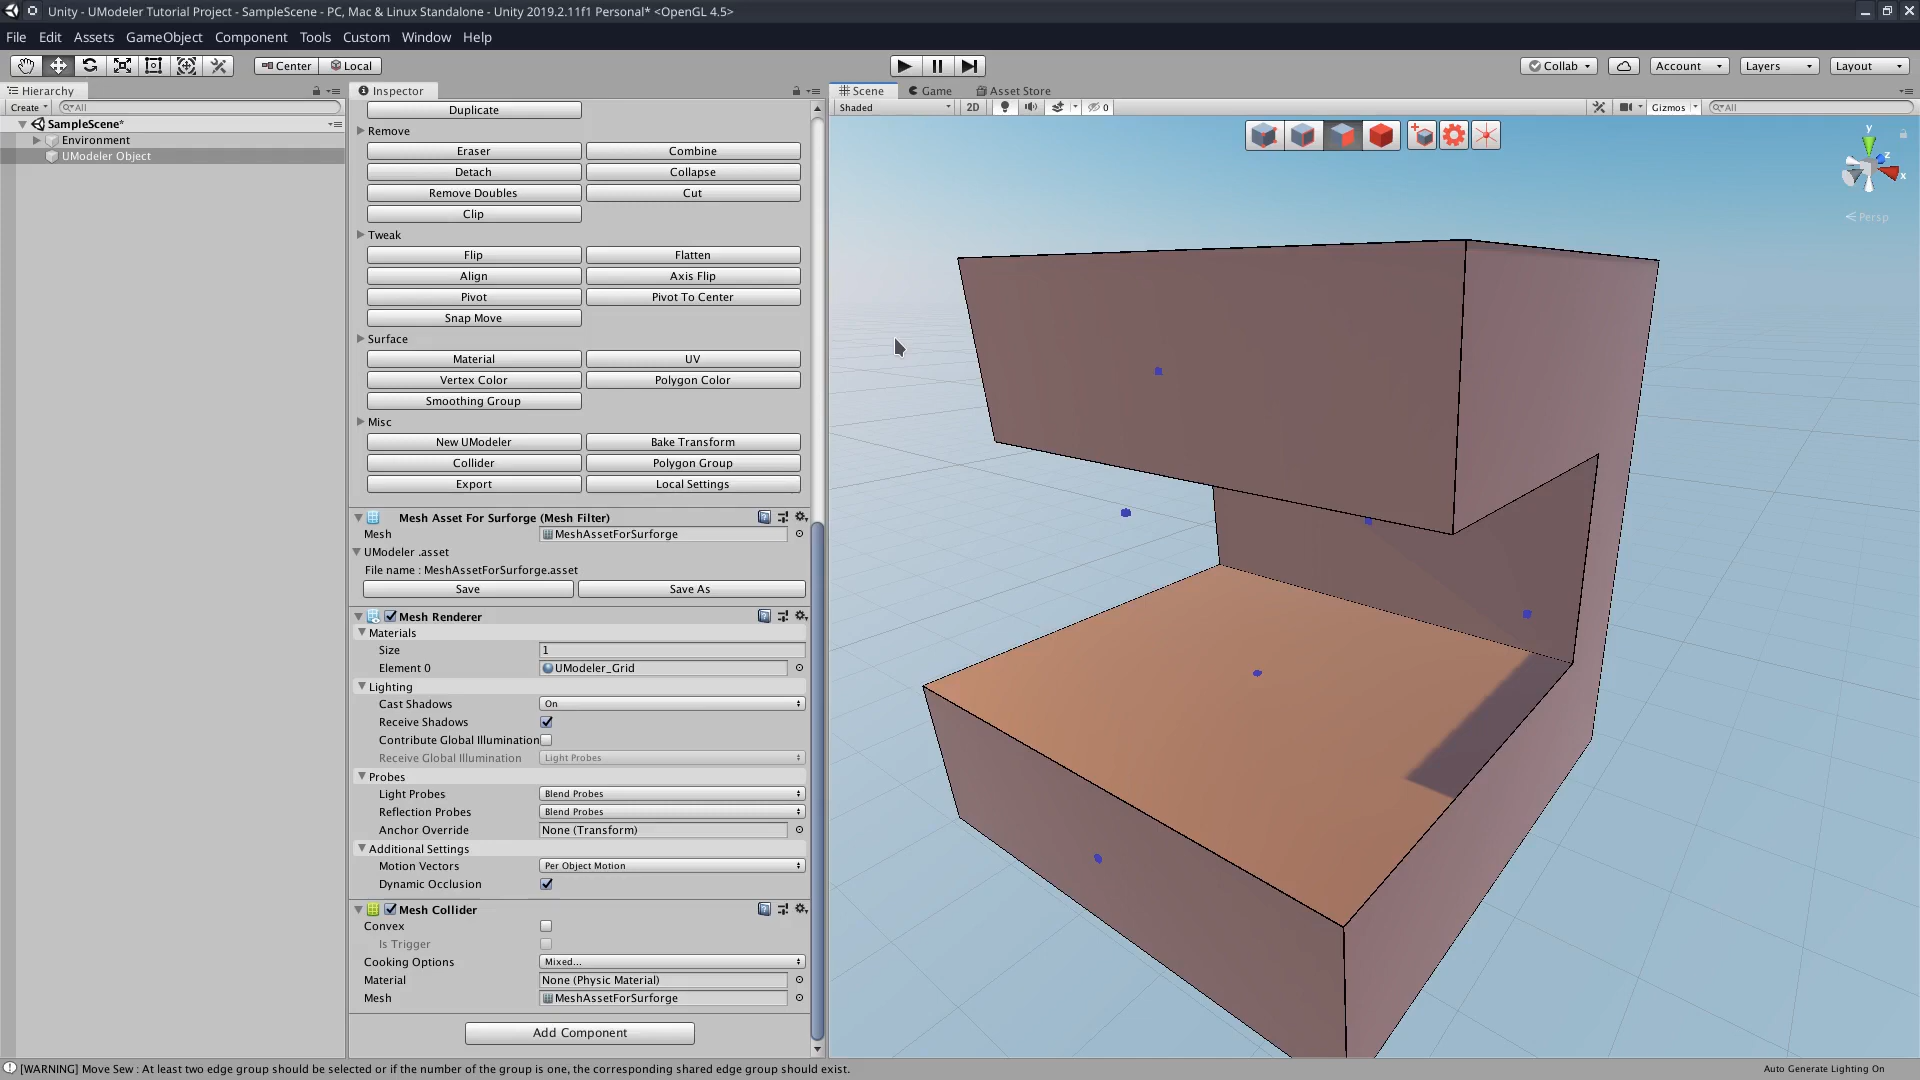 Unity - UModeler Tutorial Project - SampleScene - PC, Mac & Linux Standalone - Unity 2019.2.11f1 Personal* <OpenGL 4.5>
File Edit Assets GameObject Component Tools Custom Window Help
Center Local
Collab Account Layers Layout
Hierarchy
Create All
SampleScene*
Environment
UModeler Object
Inspector
Duplicate
Remove
Eraser Combine
Detach Collapse
Remove Doubles Cut
Clip
Tweak
Flip Flatten
Align Axis Flip
Pivot Pivot To Center
Snap Move
Surface
Material UV
Vertex Color Polygon Color
Smoothing Group
Misc
New UModeler Bake Transform
Collider Polygon Group
Export Local Settings
Mesh Asset For Surforge (Mesh Filter)
Mesh MeshAssetForSurforge
UModeler .asset
File name : MeshAssetForSurforge.asset
Save Save As
Mesh Renderer
Materials
Size 1
Element 0 UModeler_Grid
Lighting
Cast Shadows On
Receive Shadows
Contribute Global Illumination
Receive Global Illumination Light Probes
Probes
Light Probes Blend Probes
Reflection Probes Blend Probes
Anchor Override None (Transform)
Additional Settings
Motion Vectors Per Object Motion
Dynamic Occlusion
Mesh Collider
Convex
Is Trigger
Cooking Options Mixed...
Material None (Physic Material)
Mesh MeshAssetForSurforge
Add Component
Scene Game Asset Store
Shaded 2D 0 Gizmos All
y
z
x
Persp
[WARNING] Move Sew : At least two edge group should be selected or if the number of the group is one, the corresponding shared edge group should exist.
Auto Generate Lighting On